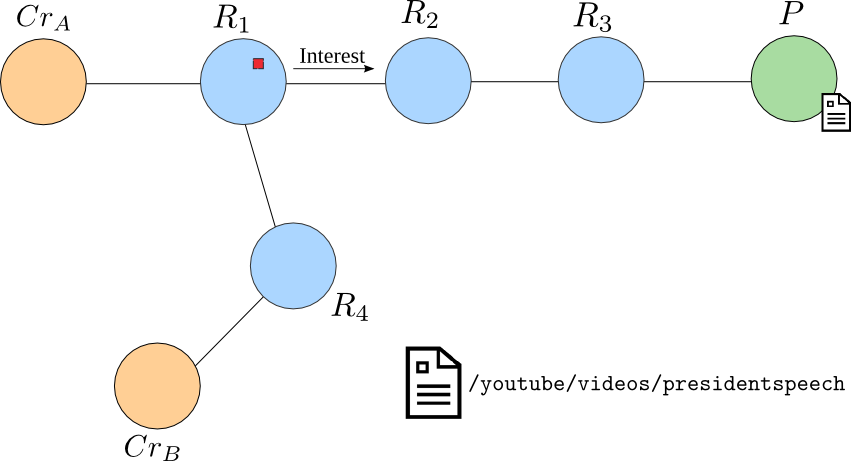 Cr_A
R_1
R_2
R_3
P
Interest
R_4
/youtube/videos/presidentspeech
Cr_B